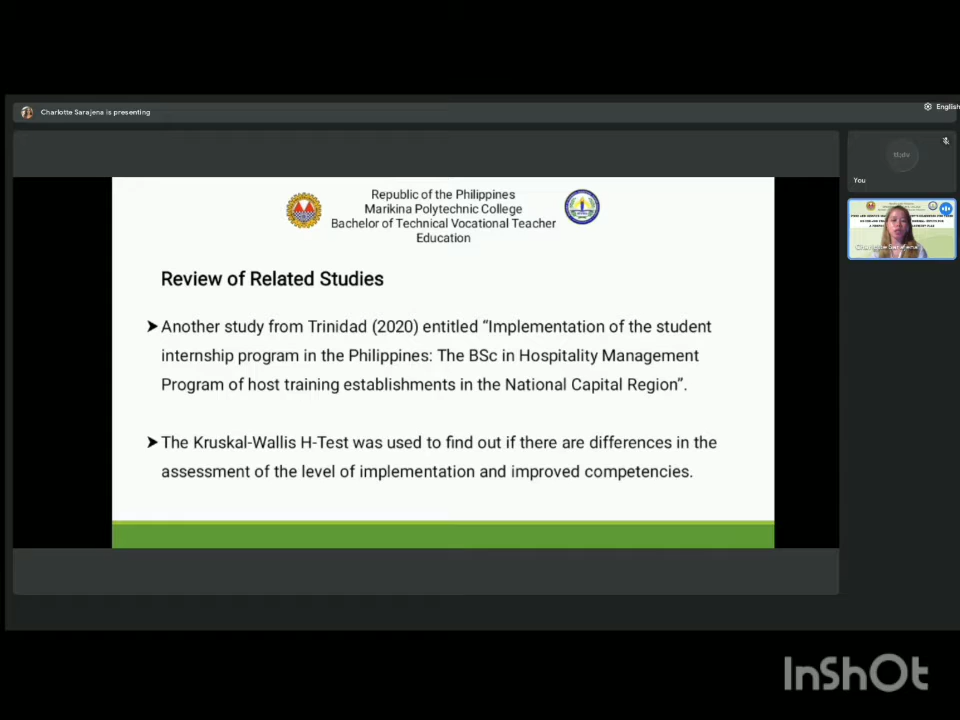 Charlotte Sarajena is presenting
English
You
Charlotte Sarajena
Republic of the Philippines
Marikina Polytechnic College
Bachelor of Technical Vocational Teacher
Education
Review of Related Studies
➤ Another study from Trinidad (2020) entitled “Implementation of the student
internship program in the Philippines: The BSc in Hospitality Management
Program of host training establishments in the National Capital Region”.
➤ The Kruskal-Wallis H-Test was used to find out if there are differences in the
assessment of the level of implementation and improved competencies.
InShOt